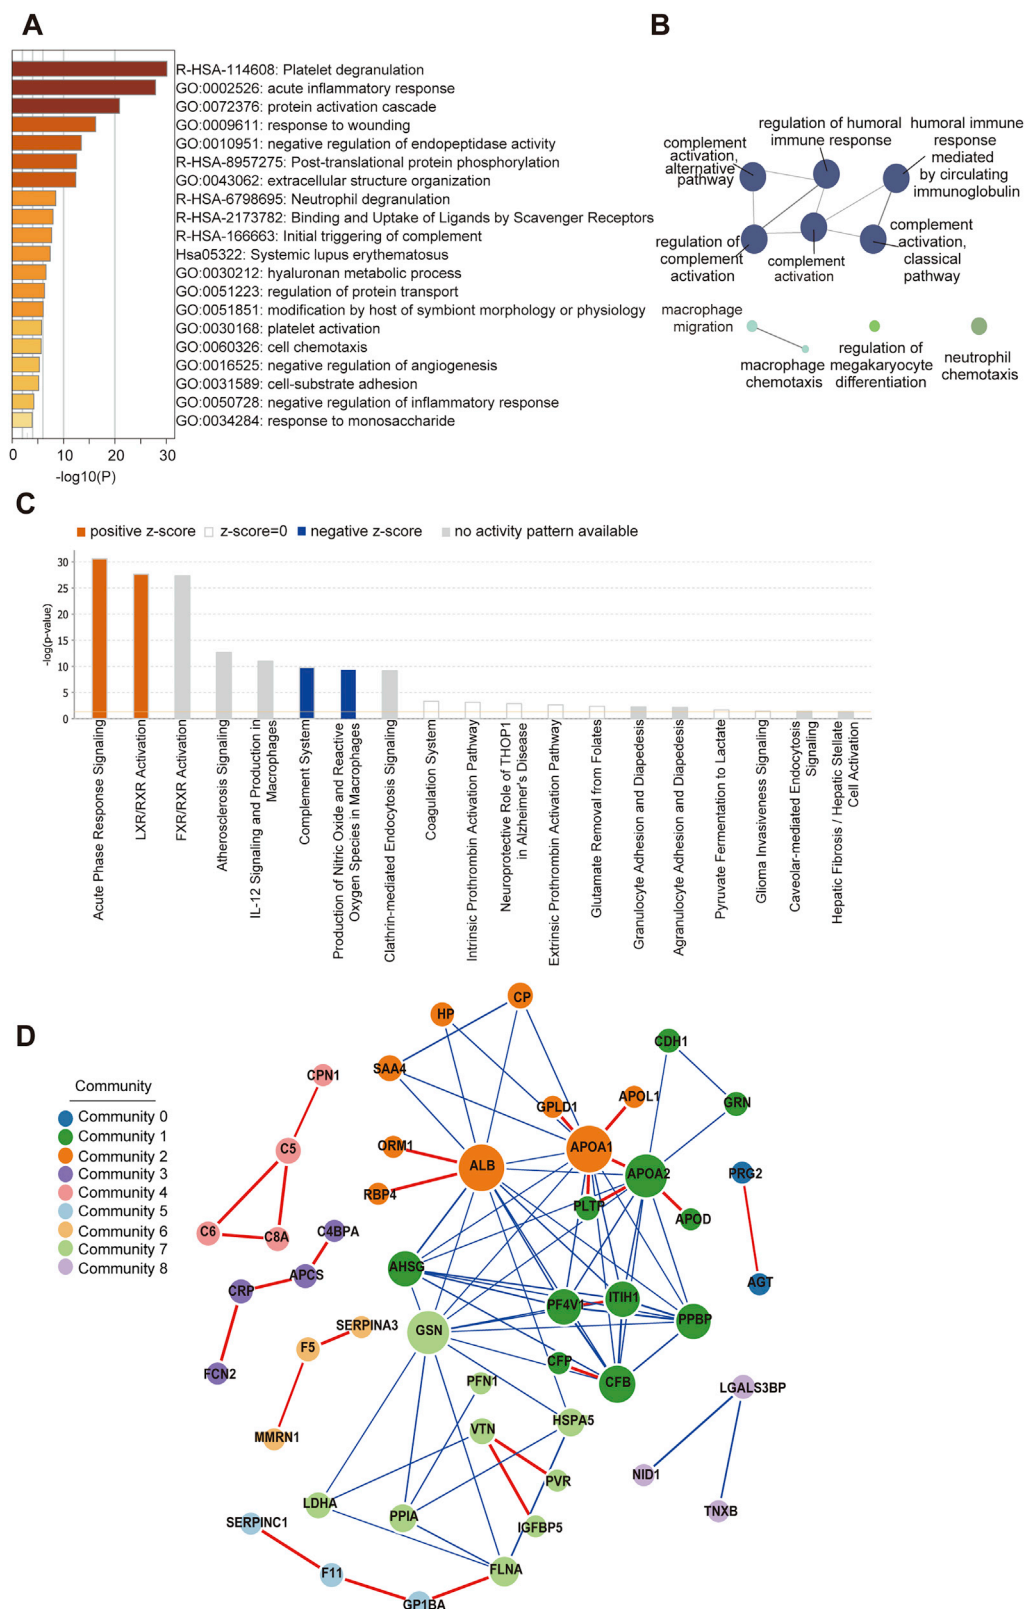 A
R-HSA-114608: Platelet degranulation
GO:0002526: acute inflammatory response
GO:0072376: protein activation cascade
GO:0009611: response to wounding
GO:0010951: negative regulation of endopeptidase activity
R-HSA-8957275: Post-translational protein phosphorylation
GO:0043062: extracellular structure organization
R-HSA-6798695: Neutrophil degranulation
R-HSA-2173782: Binding and Uptake of Ligands by Scavenger Receptors
R-HSA-166663: Initial triggering of complement
Hsa05322: Systemic lupus erythematosus
GO:0030212: hyaluronan metabolic process
GO:0051223: regulation of protein transport
GO:0051851: modification by host of symbiont morphology or physiology
GO:0030168: platelet activation
GO:0060326: cell chemotaxis
GO:0016525: negative regulation of angiogenesis
GO:0031589: cell-substrate adhesion
GO:0050728: negative regulation of inflammatory response
GO:0034284: response to monosaccharide
0 10 20 30
-log10(P)
B
complement
activation,
alternative
pathway
regulation of humoral
immune response
humoral immune
response
mediated
by circulating
immunoglobulin
regulation of
complement
activation
complement
activation
complement
activation,
classical
pathway
macrophage
migration
macrophage
chemotaxis
regulation of
megakaryocyte
differentiation
neutrophil
chemotaxis
C
positive z-score z-score=0 negative z-score no activity pattern available
-log(p-value)
30
25
20
15
10
5
0
Acute Phase Response Signaling
LXR/RXR Activation
FXR/RXR Activation
Atherosclerosis Signaling
IL-12 Signaling and Production in
Macrophages
Complement System
Production of Nitric Oxide and Reactive
Oxygen Species in Macrophages
Clathrin-mediated Endocytosis Signaling
Coagulation System
Intrinsic Prothrombin Activation Pathway
Neuroprotective Role of THOP1
in Alzheimer's Disease
Extrinsic Prothrombin Activation Pathway
Glutamate Removal from Folates
Granulocyte Adhesion and Diapedesis
Agranulocyte Adhesion and Diapedesis
Pyruvate Fermentation to Lactate
Glioma Invasiveness Signaling
Caveolar-mediated Endocytosis
Signaling
Hepatic Fibrosis / Hepatic Stellate
Cell Activation
D
Community
Community 0
Community 1
Community 2
Community 3
Community 4
Community 5
Community 6
Community 7
Community 8
CP
HP
CDH1
SAA4
CPN1
GPLD1
APOL1
GRN
ORM1
C5
APOA1
ALB
APOA2
PRG2
RBP4
PLTP
APOD
C6
C8A
C4BPA
AHSG
APCS
CRP
AGT
PF4V1
ITIH1
PPBP
SERPINA3
GSN
F5
CFP
CFB
FCN2
PFN1
LGALS3BP
HSPA5
VTN
MMRN1
NID1
PVR
LDHA
PPIA
TNXB
SERPINC1
IGFBP5
F11
FLNA
GP1BA